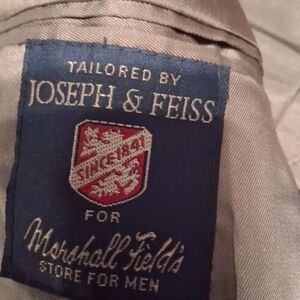 TAILORED BY
JOSEPH & FEISS
SINCE 1841
FOR
Marshall Field's
STORE FOR MEN